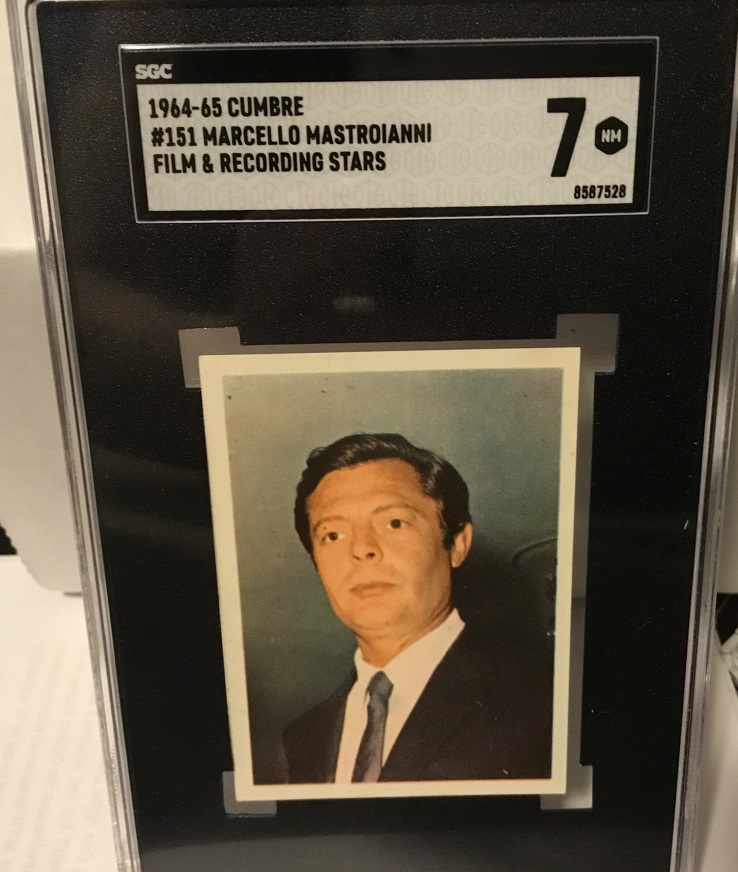 SGC
1964-65 CUMBRE
#151 MARCELLO MASTROIANNI
FILM & RECORDING STARS
7
NM
8587528